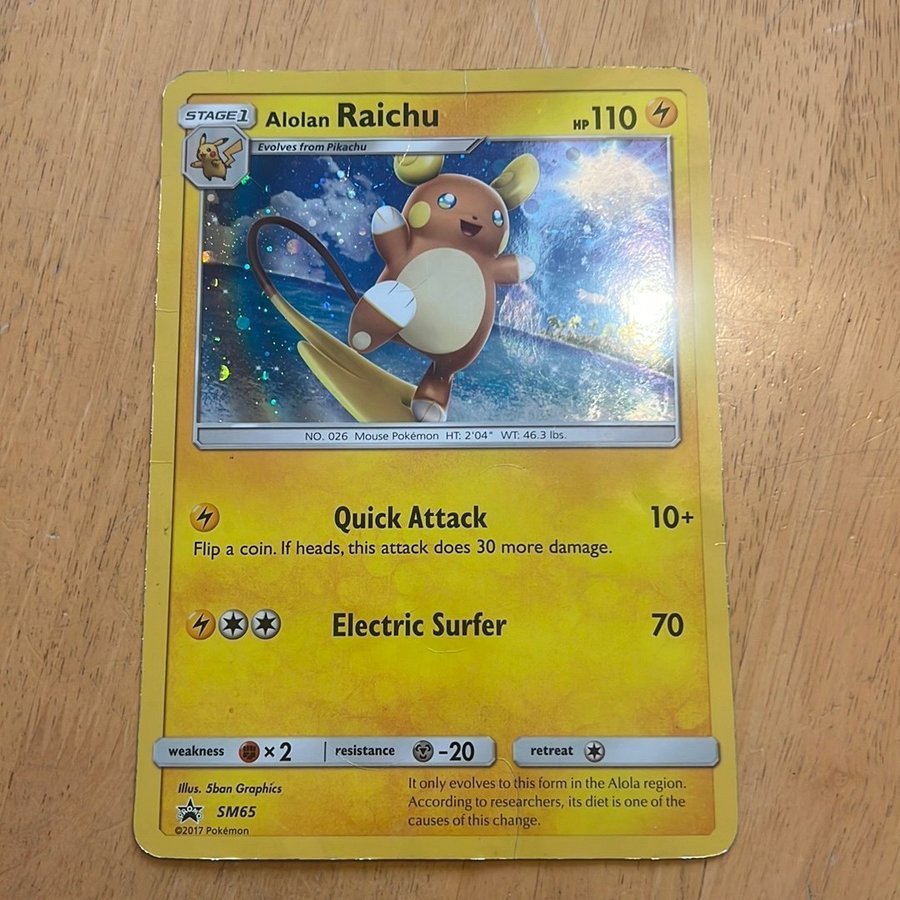 STAGE1 Alolan Raichu HP110
Evolves from Pikachu
NO. 026 Mouse Pokémon HT: 2'04" WT: 46.3 lbs.
Quick Attack 10+
Flip a coin. If heads, this attack does 30 more damage.
Electric Surfer 70
weakness ×2 resistance -20 retreat
Illus. 5ban Graphics
SM65
©2017 Pokémon
It only evolves to this form in the Alola region.
According to researchers, its diet is one of the
causes of this change.